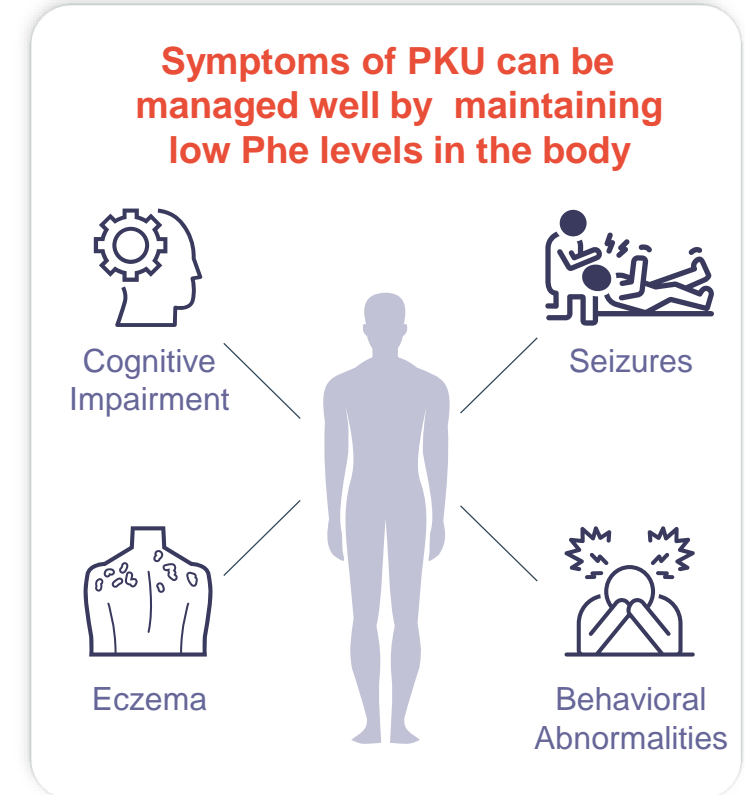 Symptoms of PKU can be
managed well by  maintaining
low Phe levels in the body
Cognitive
Impairment
Seizures
Eczema
Behavioral
Abnormalities